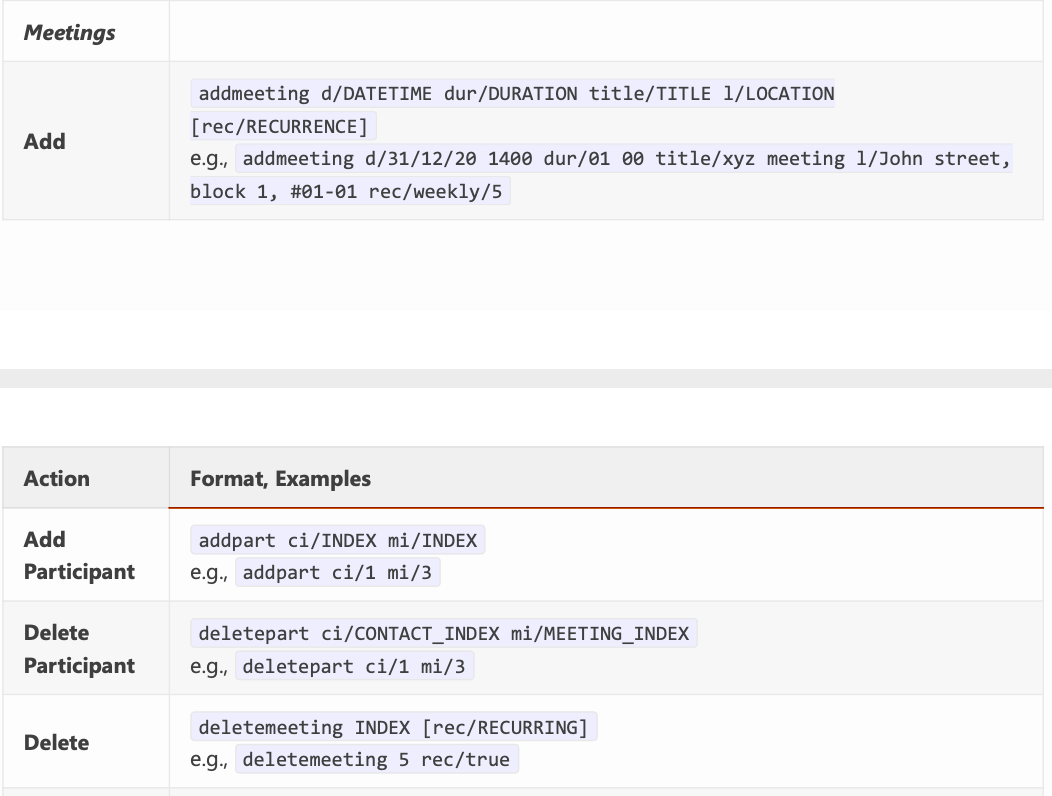 Meetings
Add
addmeeting d/DATETIME dur/DURATION title/TITLE l/LOCATION
[rec/RECURRENCE]
e.g., addmeeting d/31/12/20 1400 dur/01 00 title/xyz meeting l/John street,
block 1, #01-01 rec/weekly/5
Action
Format, Examples
Add
Participant
addpart ci/INDEX mi/INDEX
e.g., addpart ci/1 mi/3
Delete
Participant
deletepart ci/CONTACT_INDEX mi/MEETING_INDEX
e.g., deletepart ci/1 mi/3
Delete
deletemeeting INDEX [rec/RECURRING]
e.g., deletemeeting 5 rec/true